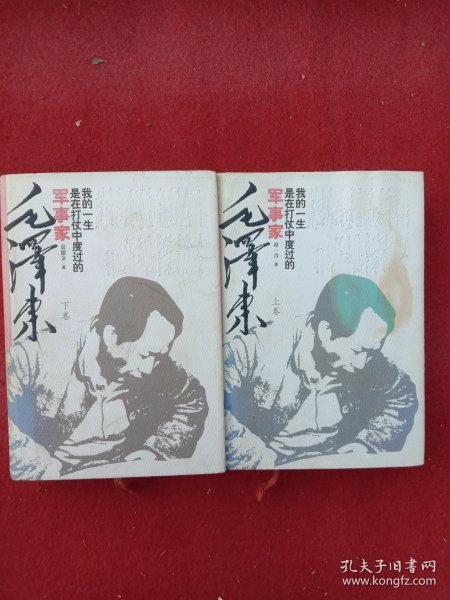 我的一生
是在打仗中度过的
军事家
毛泽东
下卷
我的一生
是在打仗中度过的
军事家
毛泽东
上卷
孔夫子旧书网
www.kongfz.com